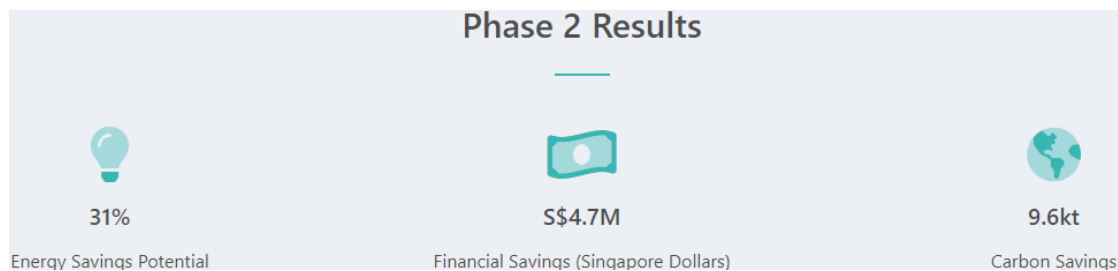 Phase 2 Results
31%
S$4.7M
9.6kt
Energy Savings Potential
Financial Savings (Singapore Dollars)
Carbon Savings